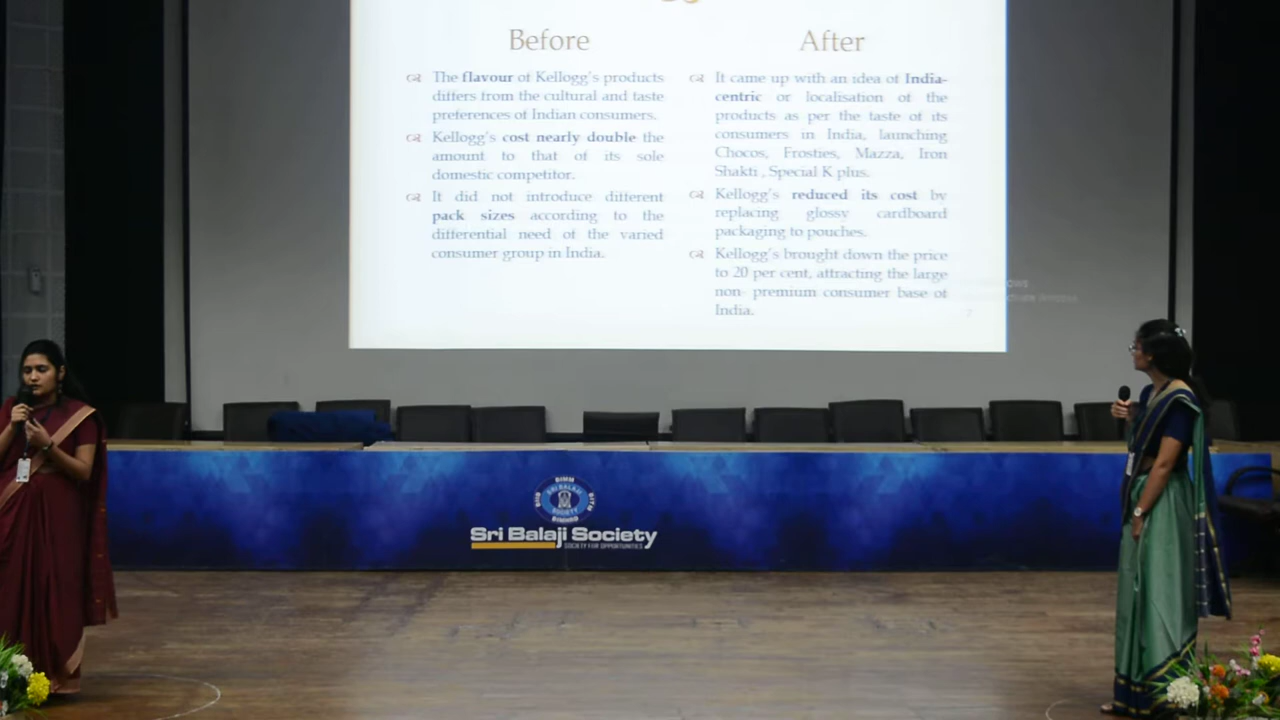 Before
The flavour of Kellogg's products
differs from the cultural and taste
preferences of Indian consumers.
Kellogg's cost nearly double the
amount to that of its sole
domestic competitor.
It did not introduce different
pack sizes according to the
differential need of the varied
consumer group in India.
After
It came up with an idea of India-
centric or localisation of the
products as per the taste of its
consumers in India, launching
Chocos, Frosties, Mazza, Iron
Shakti , Special K plus.
Kellogg's reduced its cost by
replacing glossy cardboard
packaging to pouches.
Kellogg's brought down the price
to 20 per cent, attracting the large
non- premium consumer base of
India.
2
BIMM
SRI BALAJI
SOCIETY
Sri Balaji Society
SOCIETY FOR OPPORTUNITIES